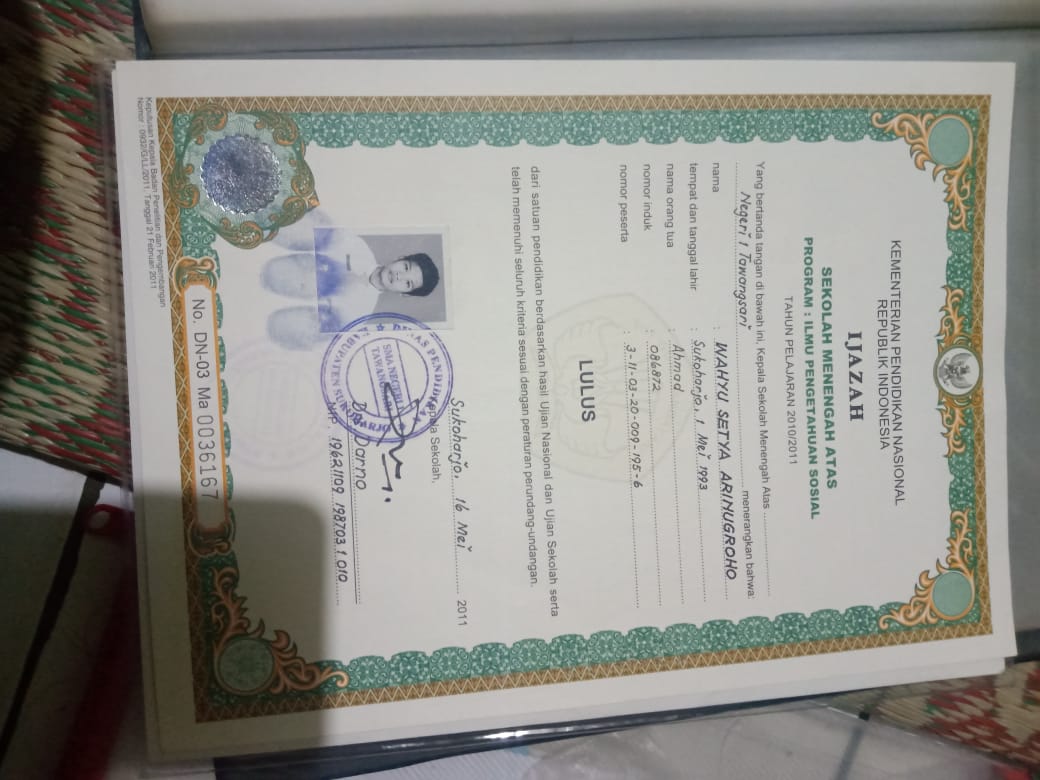 KEMENTERIAN PENDIDIKAN NASIONAL
REPUBLIK INDONESIA
IJAZAH
SEKOLAH MENENGAH ATAS
PROGRAM : ILMU PENGETAHUAN SOSIAL
TAHUN PELAJARAN 2010/2011
Yang bertanda tangan di bawah ini, Kepala Sekolah Menengah Atas
Negeri 1 Tawangsari menerangkan bahwa:
nama : WAHYU SETYA ARINUGROHO
tempat dan tanggal lahir : Sukoharjo, 1 Mei 1993
nama orang tua : Ahmad
nomor induk : 086872
nomor peserta : 3-11-03-20-009-195-6
LULUS
dari satuan pendidikan berdasarkan hasil Ujian Nasional dan Ujian Sekolah serta
telah memenuhi seluruh kriteria sesuai dengan peraturan perundang-undangan.
Sukoharjo, 16 Mei 2011
Kepala Sekolah,
DINAS PENDIDIKAN
SMA NEGERI
TAWANGSARI
KABUPATEN SUKOHARJO
Darno
NIP. 19621109 198703 1 010
No. DN-03 Ma 0036167
Keputusan Kepala Badan Penelitian dan Pengembangan
Nomor : 0932/G/LL/2011, Tanggal 21 Februari 2011